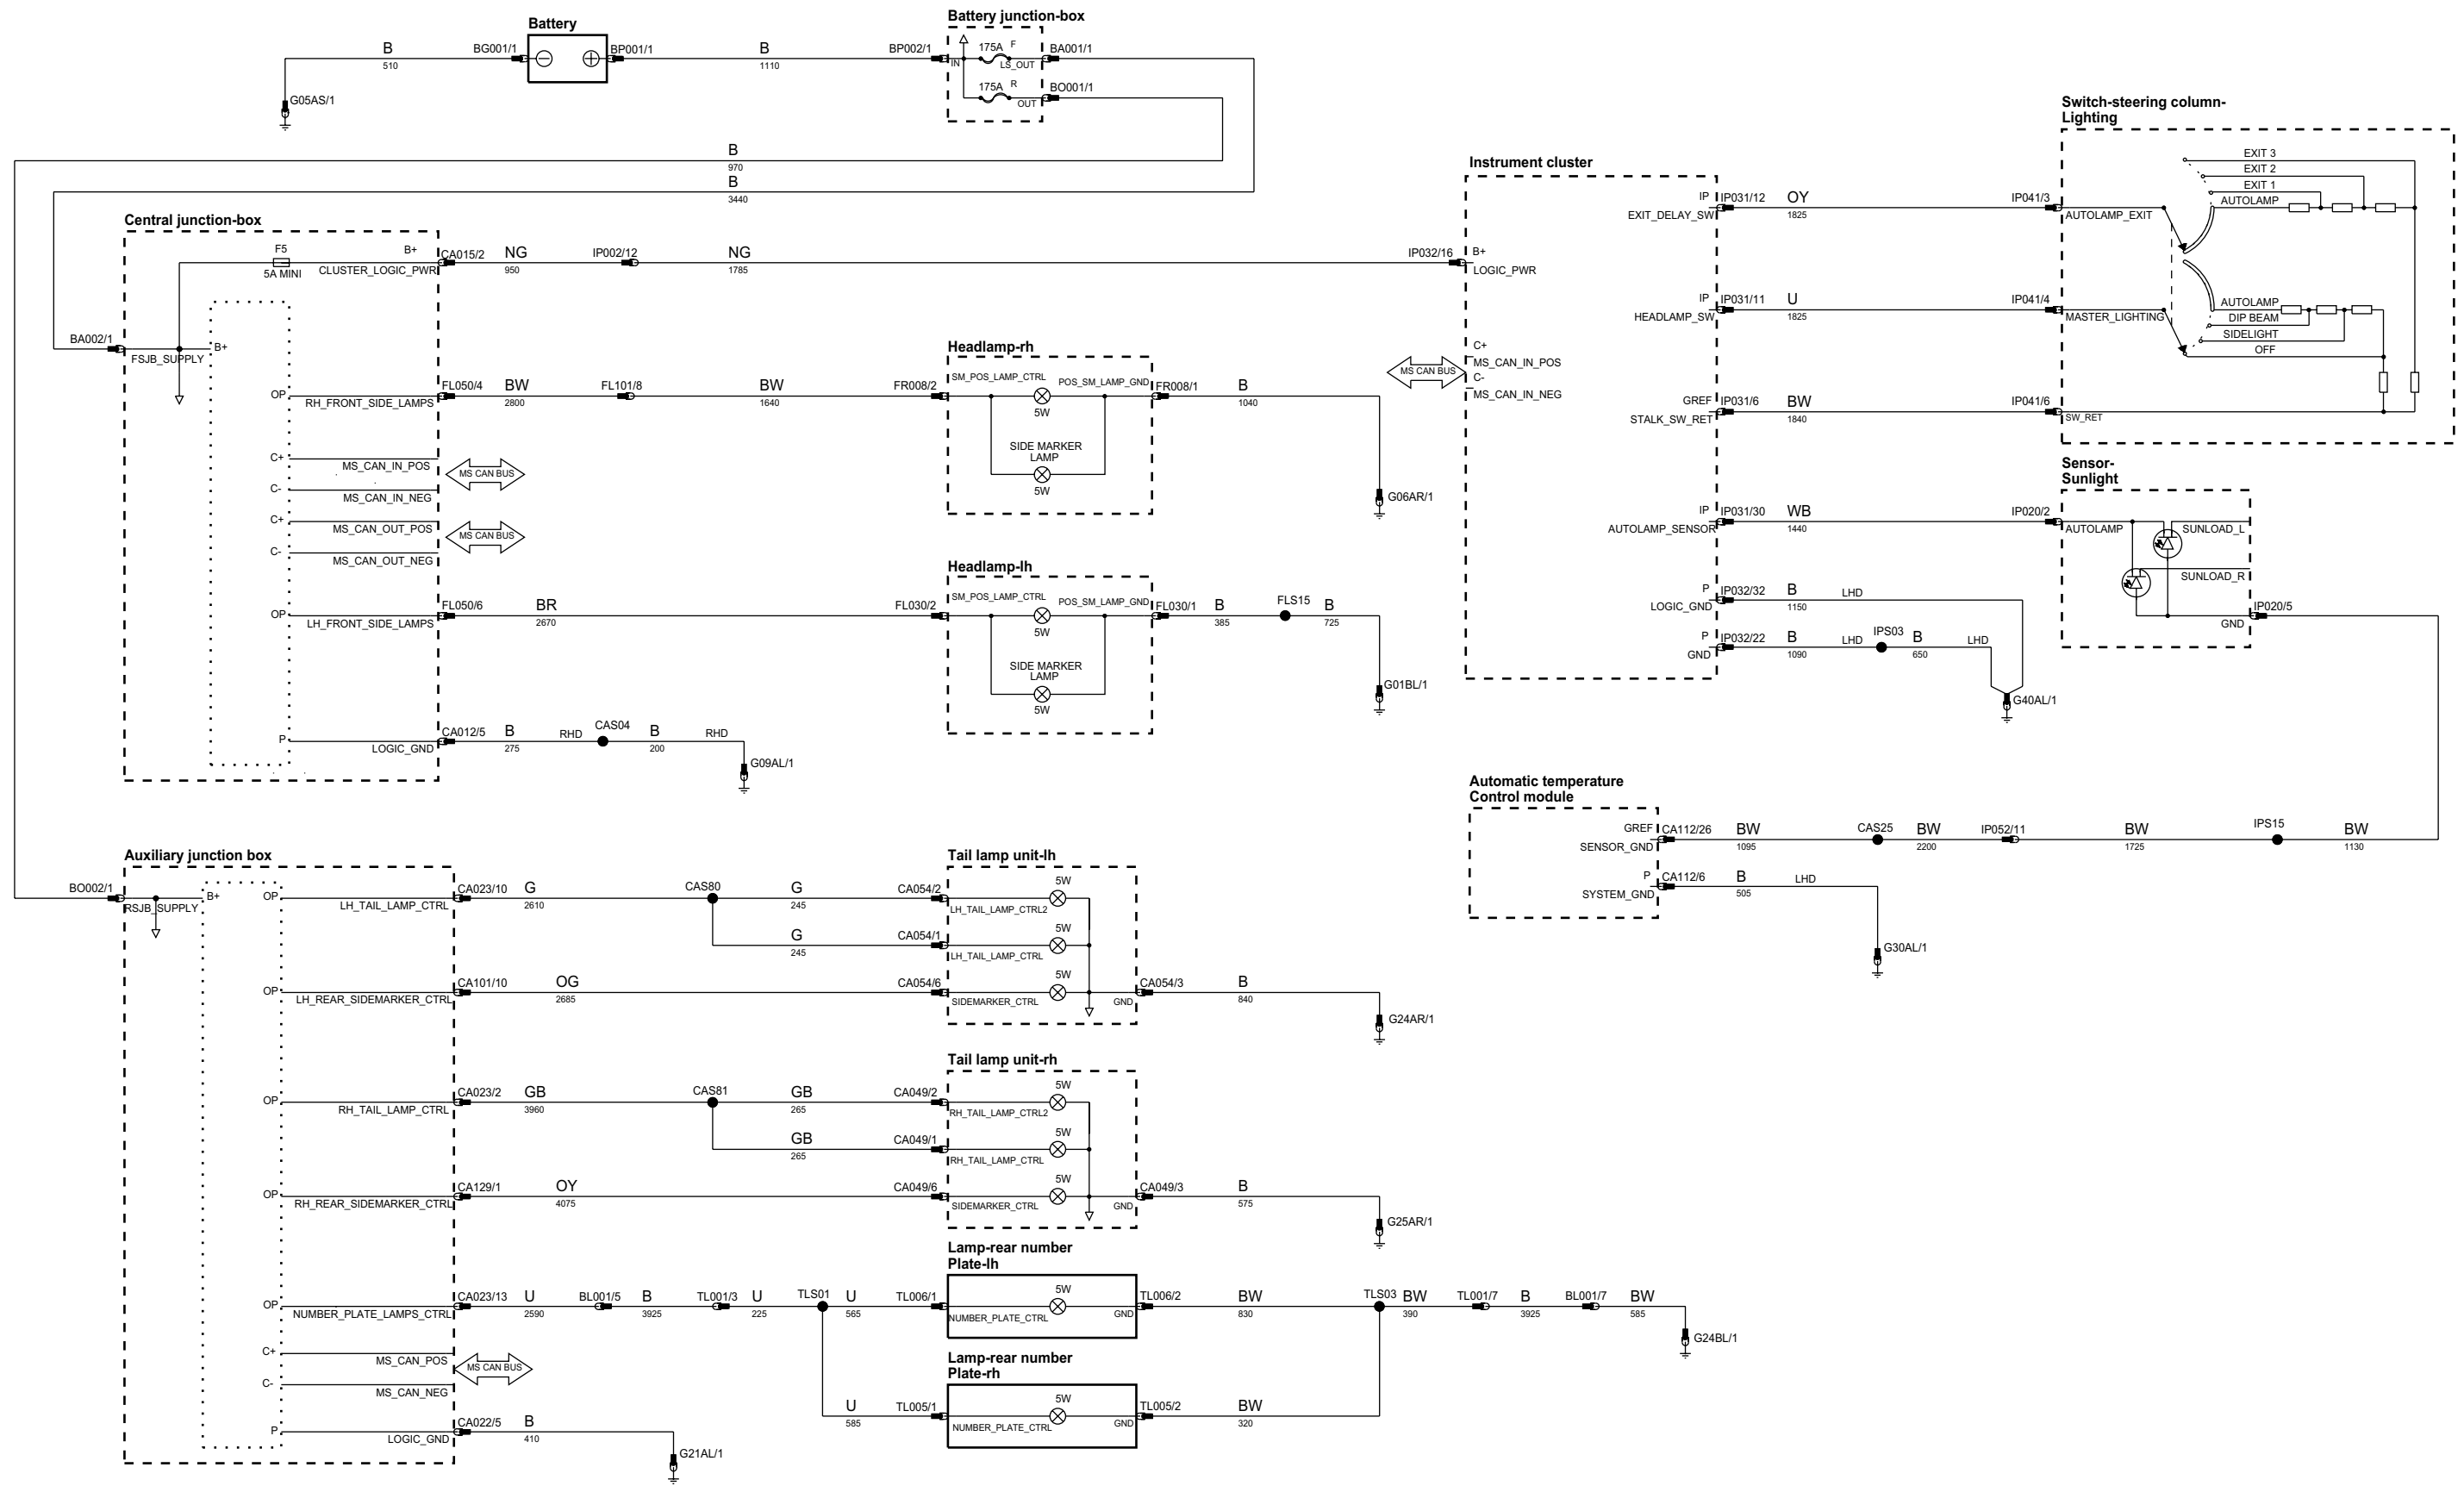 Battery
Battery junction-box
B
510
BG001/1
BP001/1
B
1110
BP002/1
IN
175A F
LS_OUT
BA001/1
175A R
OUT
BO001/1
G05AS/1
B
970
B
3440
Central junction-box
F5
5A MINI
B+
CLUSTER_LOGIC_PWR
CA015/2
NG
950
IP002/12
NG
1785
IP032/16
BA002/1
FSJB_SUPPLY
B+
OP
RH_FRONT_SIDE_LAMPS
FL050/4
BW
2800
FL101/8
BW
1640
FR008/2
Headlamp-rh
SM_POS_LAMP_CTRL
POS_SM_LAMP_GND
5W
SIDE MARKER
LAMP
5W
FR008/1
B
1040
G06AR/1
C+
MS_CAN_IN_POS
C-
MS_CAN_IN_NEG
MS CAN BUS
C+
MS_CAN_OUT_POS
C-
MS_CAN_OUT_NEG
MS CAN BUS
OP
LH_FRONT_SIDE_LAMPS
FL050/6
BR
2670
FL030/2
Headlamp-lh
SM_POS_LAMP_CTRL
POS_SM_LAMP_GND
5W
SIDE MARKER
LAMP
5W
FL030/1
B
385
FLS15
B
725
G01BL/1
P
LOGIC_GND
CA012/5
B
275
RHD
CAS04
B
200
RHD
G09AL/1
Instrument cluster
B+
LOGIC_PWR
C+
MS_CAN_IN_POS
C-
MS_CAN_IN_NEG
MS CAN BUS
IP
EXIT_DELAY_SW
IP031/12
OY
1825
IP041/3
IP
HEADLAMP_SW
IP031/11
U
1825
IP041/4
GREF
STALK_SW_RET
IP031/6
BW
1840
IP041/6
IP
AUTOLAMP_SENSOR
IP031/30
WB
1440
IP020/2
P
LOGIC_GND
IP032/32
B
1150
LHD
P
GND
IP032/22
B
1090
LHD
IPS03
B
650
LHD
G40AL/1
Switch-steering column-
Lighting
EXIT 3
EXIT 2
EXIT 1
AUTOLAMP
AUTOLAMP_EXIT
AUTOLAMP
MASTER_LIGHTING
DIP BEAM
SIDELIGHT
OFF
SW_RET
Sensor-
Sunlight
AUTOLAMP
SUNLOAD_L
SUNLOAD_R
GND
IP020/5
Automatic temperature
Control module
GREF
SENSOR_GND
CA112/26
BW
1095
CAS25
BW
2200
IP052/11
BW
1725
IPS15
BW
1130
P
SYSTEM_GND
CA112/6
B
505
LHD
G30AL/1
Auxiliary junction box
BO002/1
RSJB_SUPPLY
B+
OP
LH_TAIL_LAMP_CTRL
CA023/10
G
2610
CAS80
G
245
CA054/2
G
245
CA054/1
Tail lamp unit-lh
5W
LH_TAIL_LAMP_CTRL2
5W
LH_TAIL_LAMP_CTRL
5W
SIDEMARKER_CTRL
GND
OP
LH_REAR_SIDEMARKER_CTRL
CA101/10
OG
2685
CA054/6
CA054/3
B
840
G24AR/1
OP
RH_TAIL_LAMP_CTRL
CA023/2
GB
3960
CAS81
GB
265
CA049/2
GB
265
CA049/1
Tail lamp unit-rh
5W
RH_TAIL_LAMP_CTRL2
5W
RH_TAIL_LAMP_CTRL
5W
SIDEMARKER_CTRL
GND
OP
RH_REAR_SIDEMARKER_CTRL
CA129/1
OY
4075
CA049/6
CA049/3
B
575
G25AR/1
Lamp-rear number
Plate-lh
OP
NUMBER_PLATE_LAMPS_CTRL
CA023/13
U
2590
BL001/5
B
3925
TL001/3
U
225
TLS01
U
565
TL006/1
5W
NUMBER_PLATE_CTRL
GND
TL006/2
BW
830
TLS03
BW
390
TL001/7
B
3925
BL001/7
BW
585
G24BL/1
C+
MS_CAN_POS
C-
MS_CAN_NEG
MS CAN BUS
Lamp-rear number
Plate-rh
U
585
TL005/1
5W
NUMBER_PLATE_CTRL
GND
TL005/2
BW
320
P
LOGIC_GND
CA022/5
B
410
G21AL/1